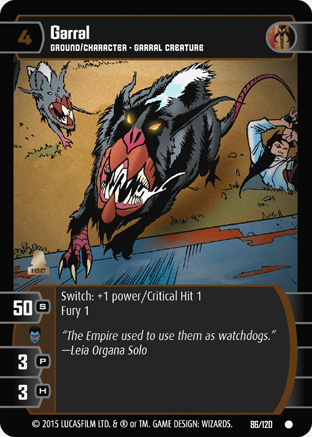 4
Garral
GROUND/CHARACTER - GARRAL CREATURE
50 S
Switch: +1 power/Critical Hit 1
Fury 1
"The Empire used to use them as watchdogs."
—Leia Organa Solo
3 P
3 H
© 2015 LUCASFILM LTD. & ® or TM. GAME DESIGN: WIZARDS.
86/120